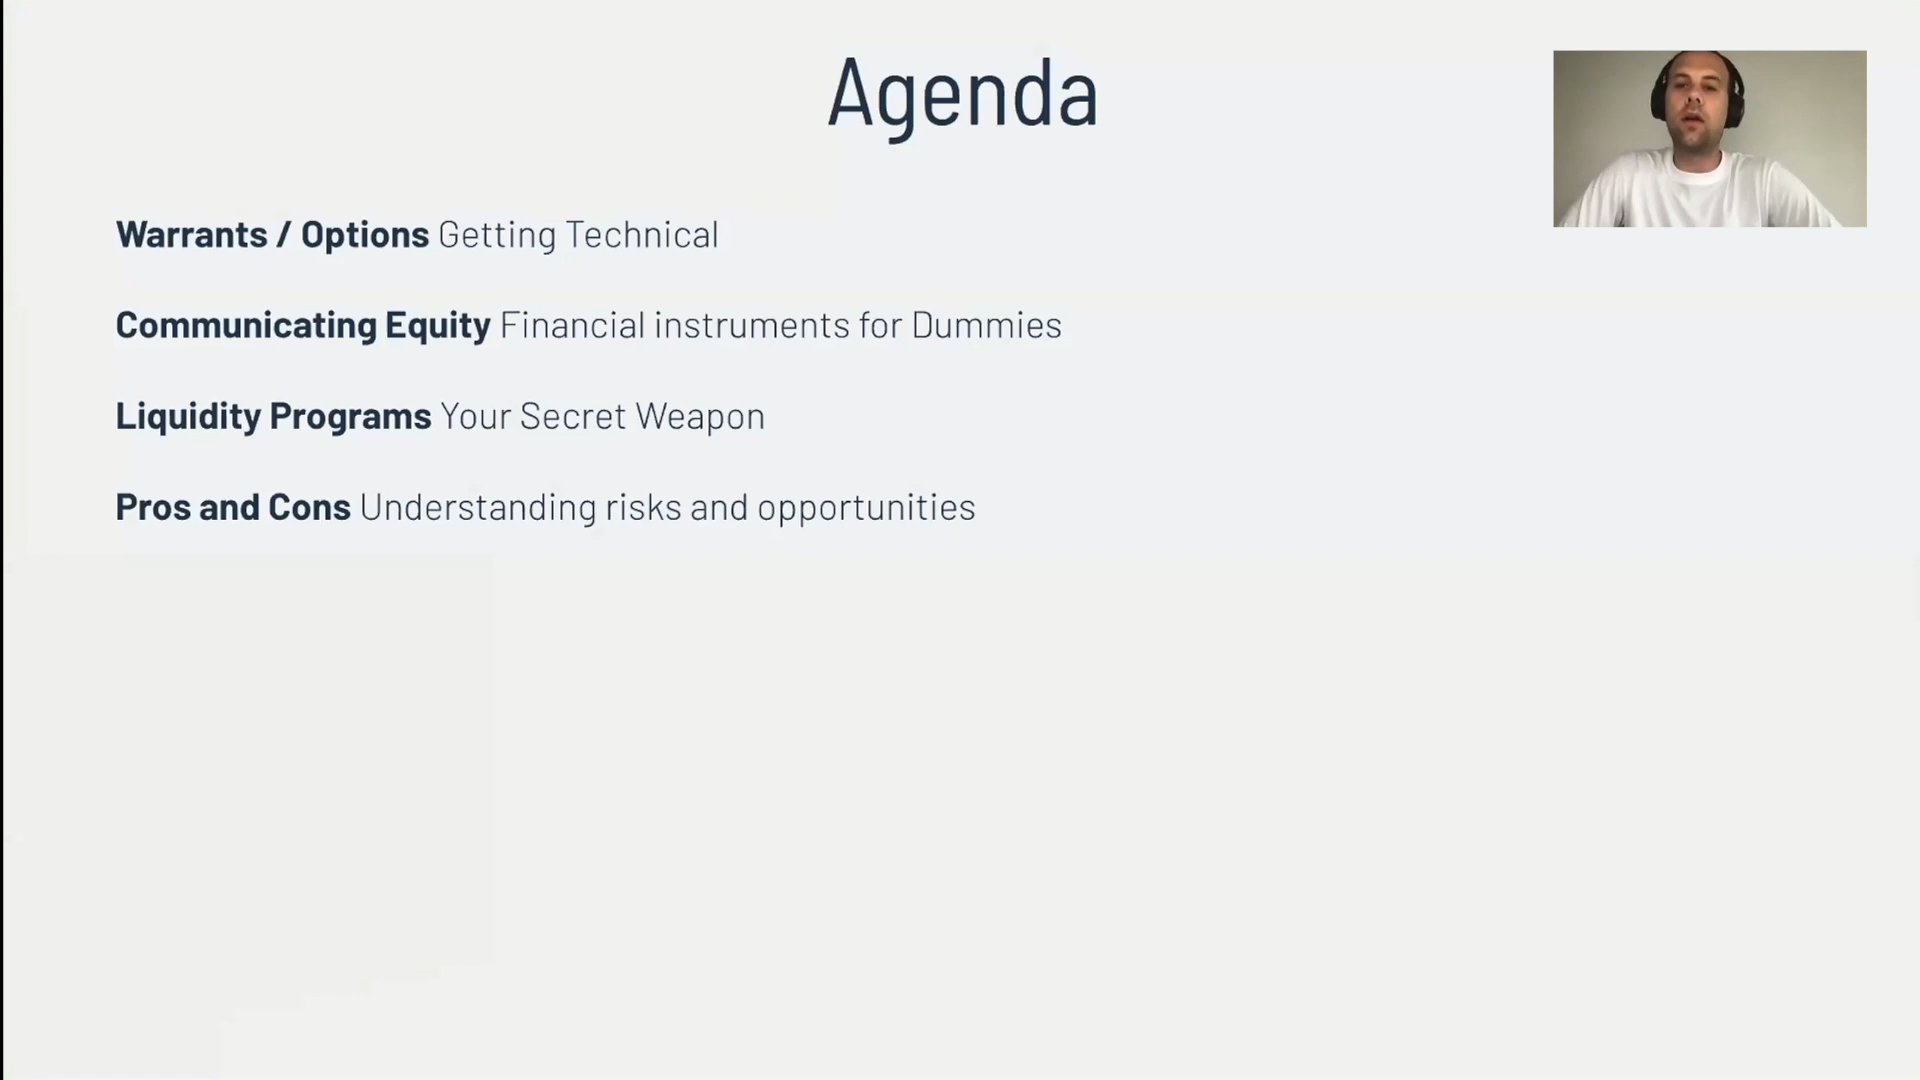 Agenda
Warrants / Options Getting Technical
Communicating Equity Financial instruments for Dummies
Liquidity Programs Your Secret Weapon
Pros and Cons Understanding risks and opportunities